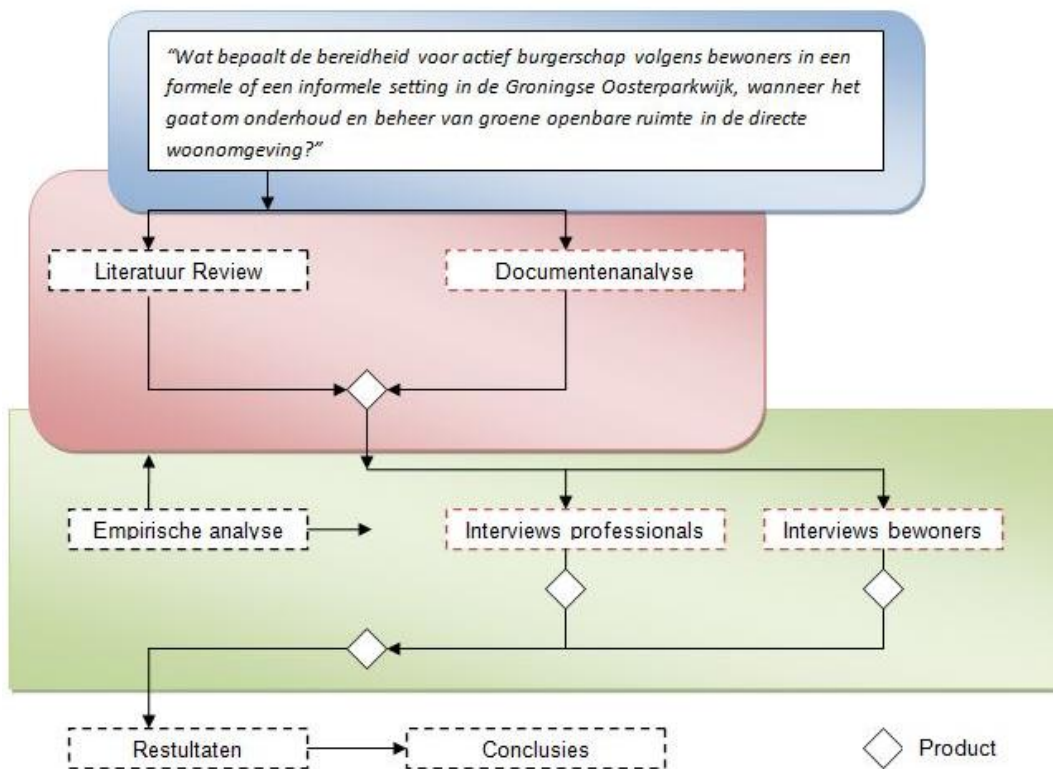 “Wat bepaalt de bereidheid voor actief burgerschap volgens bewoners in een
formele of een informele setting in de Groningse Oosterparkwijk, wanneer het
gaat om onderhoud en beheer van groene openbare ruimte in de directe
woonomgeving?”
Literatuur Review
Documentenanalyse
Empirische analyse
Interviews professionals
Interviews bewoners
Restultaten
Conclusies
Product